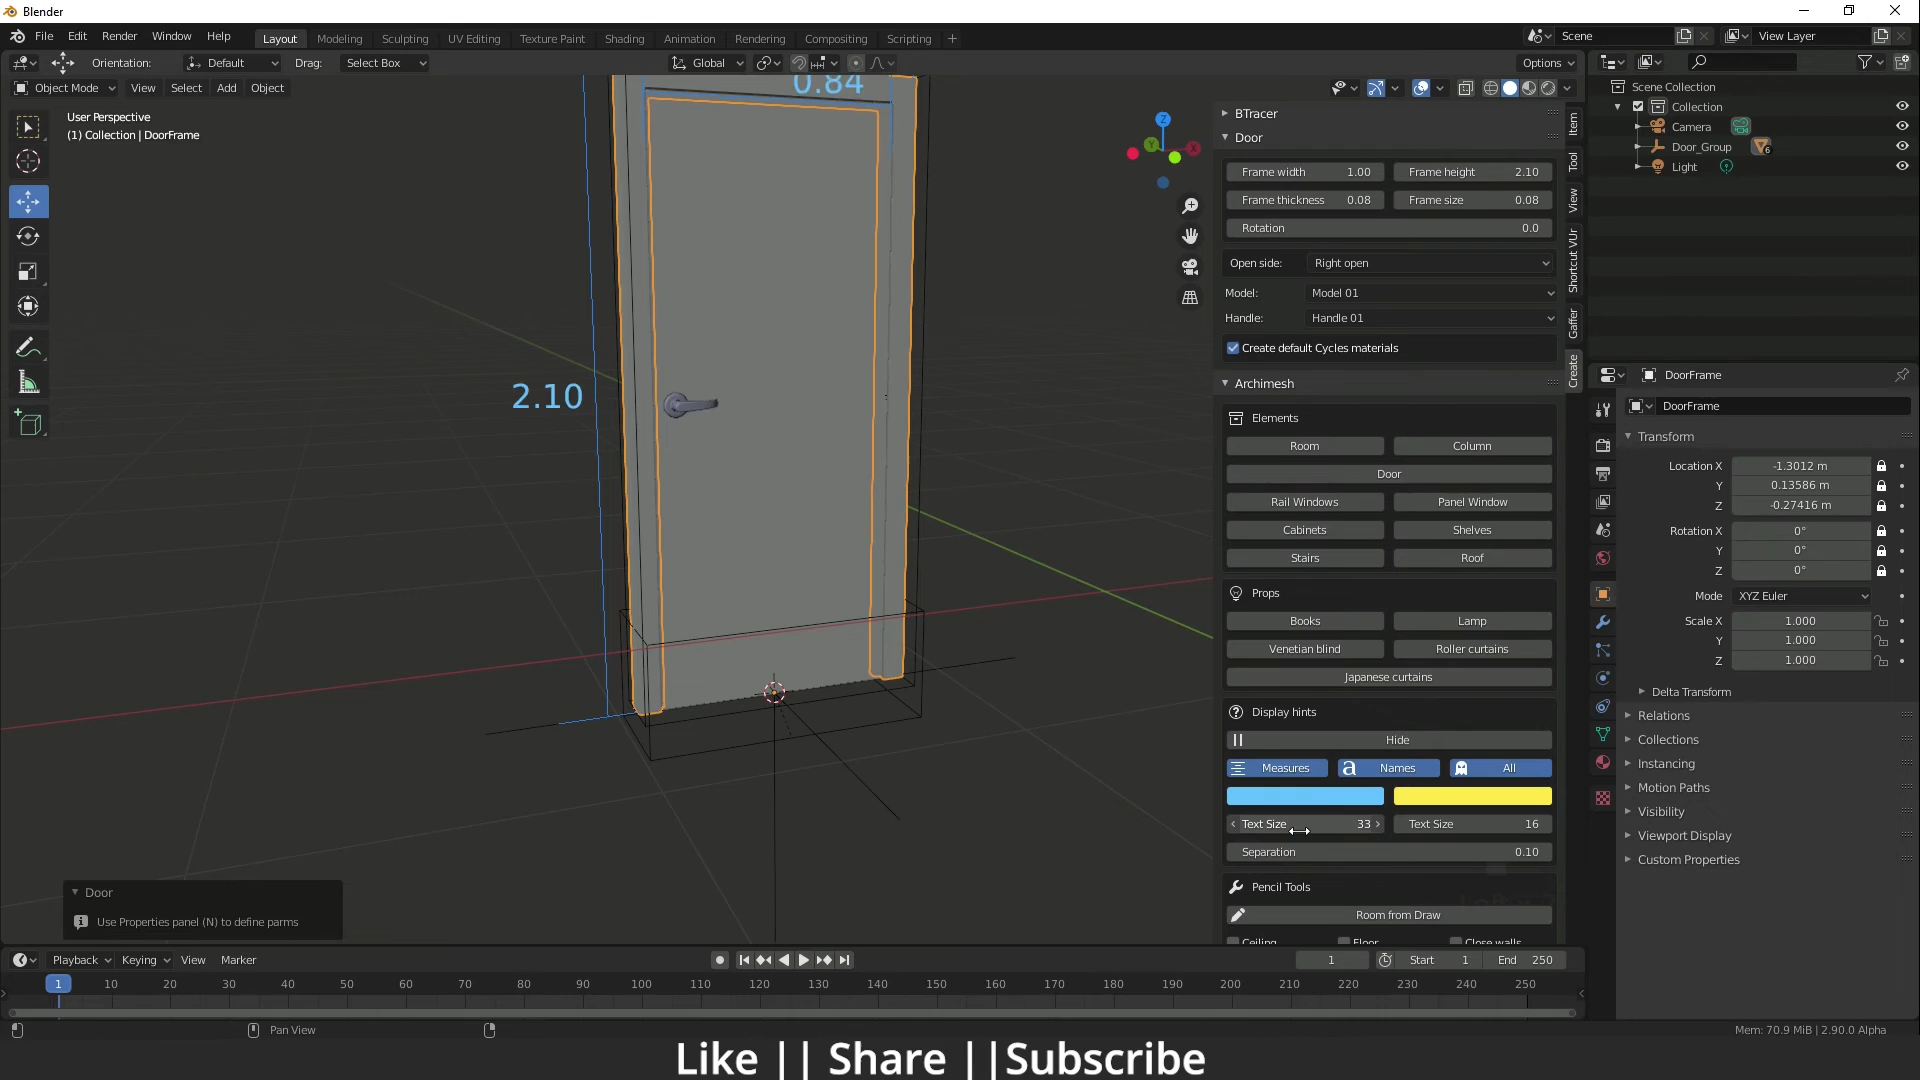 Blender
File Edit Render Window Help Layout Modeling Sculpting UV Editing Texture Paint Shading Animation Rendering Compositing Scripting + Scene View Layer
Orientation: Default Drag: Select Box Global Options
Object Mode View Select Add Object
User Perspective
(1) Collection | DoorFrame
0.84
2.10
Z
Y
X
BTracer
Door
Frame width 1.00 Frame height 2.10
Frame thickness 0.08 Frame size 0.08
Rotation 0.0
Open side: Right open
Model: Model 01
Handle: Handle 01
Create default Cycles materials
Archimesh
Elements
Room Column
Door
Rail Windows Panel Window
Cabinets Shelves
Stairs Roof
Props
Books Lamp
Venetian blind Roller curtains
Japanese curtains
Display hints
Hide
Measures a Names All
Text Size 33 Text Size 16
Separation 0.10
Pencil Tools
Room from Draw
Ceiling Floor Close walls
Item
Tool
View
Shortcut VUr
Gaffer
Create
Scene Collection
Collection
Camera
Door_Group 6
Light
DoorFrame
DoorFrame
Transform
Location X -1.3012 m
Y 0.13586 m
Z -0.27416 m
Rotation X 0°
Y 0°
Z 0°
Mode XYZ Euler
Scale X 1.000
Y 1.000
Z 1.000
Delta Transform
Relations
Collections
Instancing
Motion Paths
Visibility
Viewport Display
Custom Properties
Door
Use Properties panel (N) to define parms
Playback Keying View Marker 1 Start 1 End 250
1 10 20 30 40 50 60 70 80 90 100 110 120 130 140 150 160 170 180 190 200 210 220 230 240 250
Pan View Mem: 70.9 MiB | 2.90.0 Alpha
Like || Share ||Subscribe